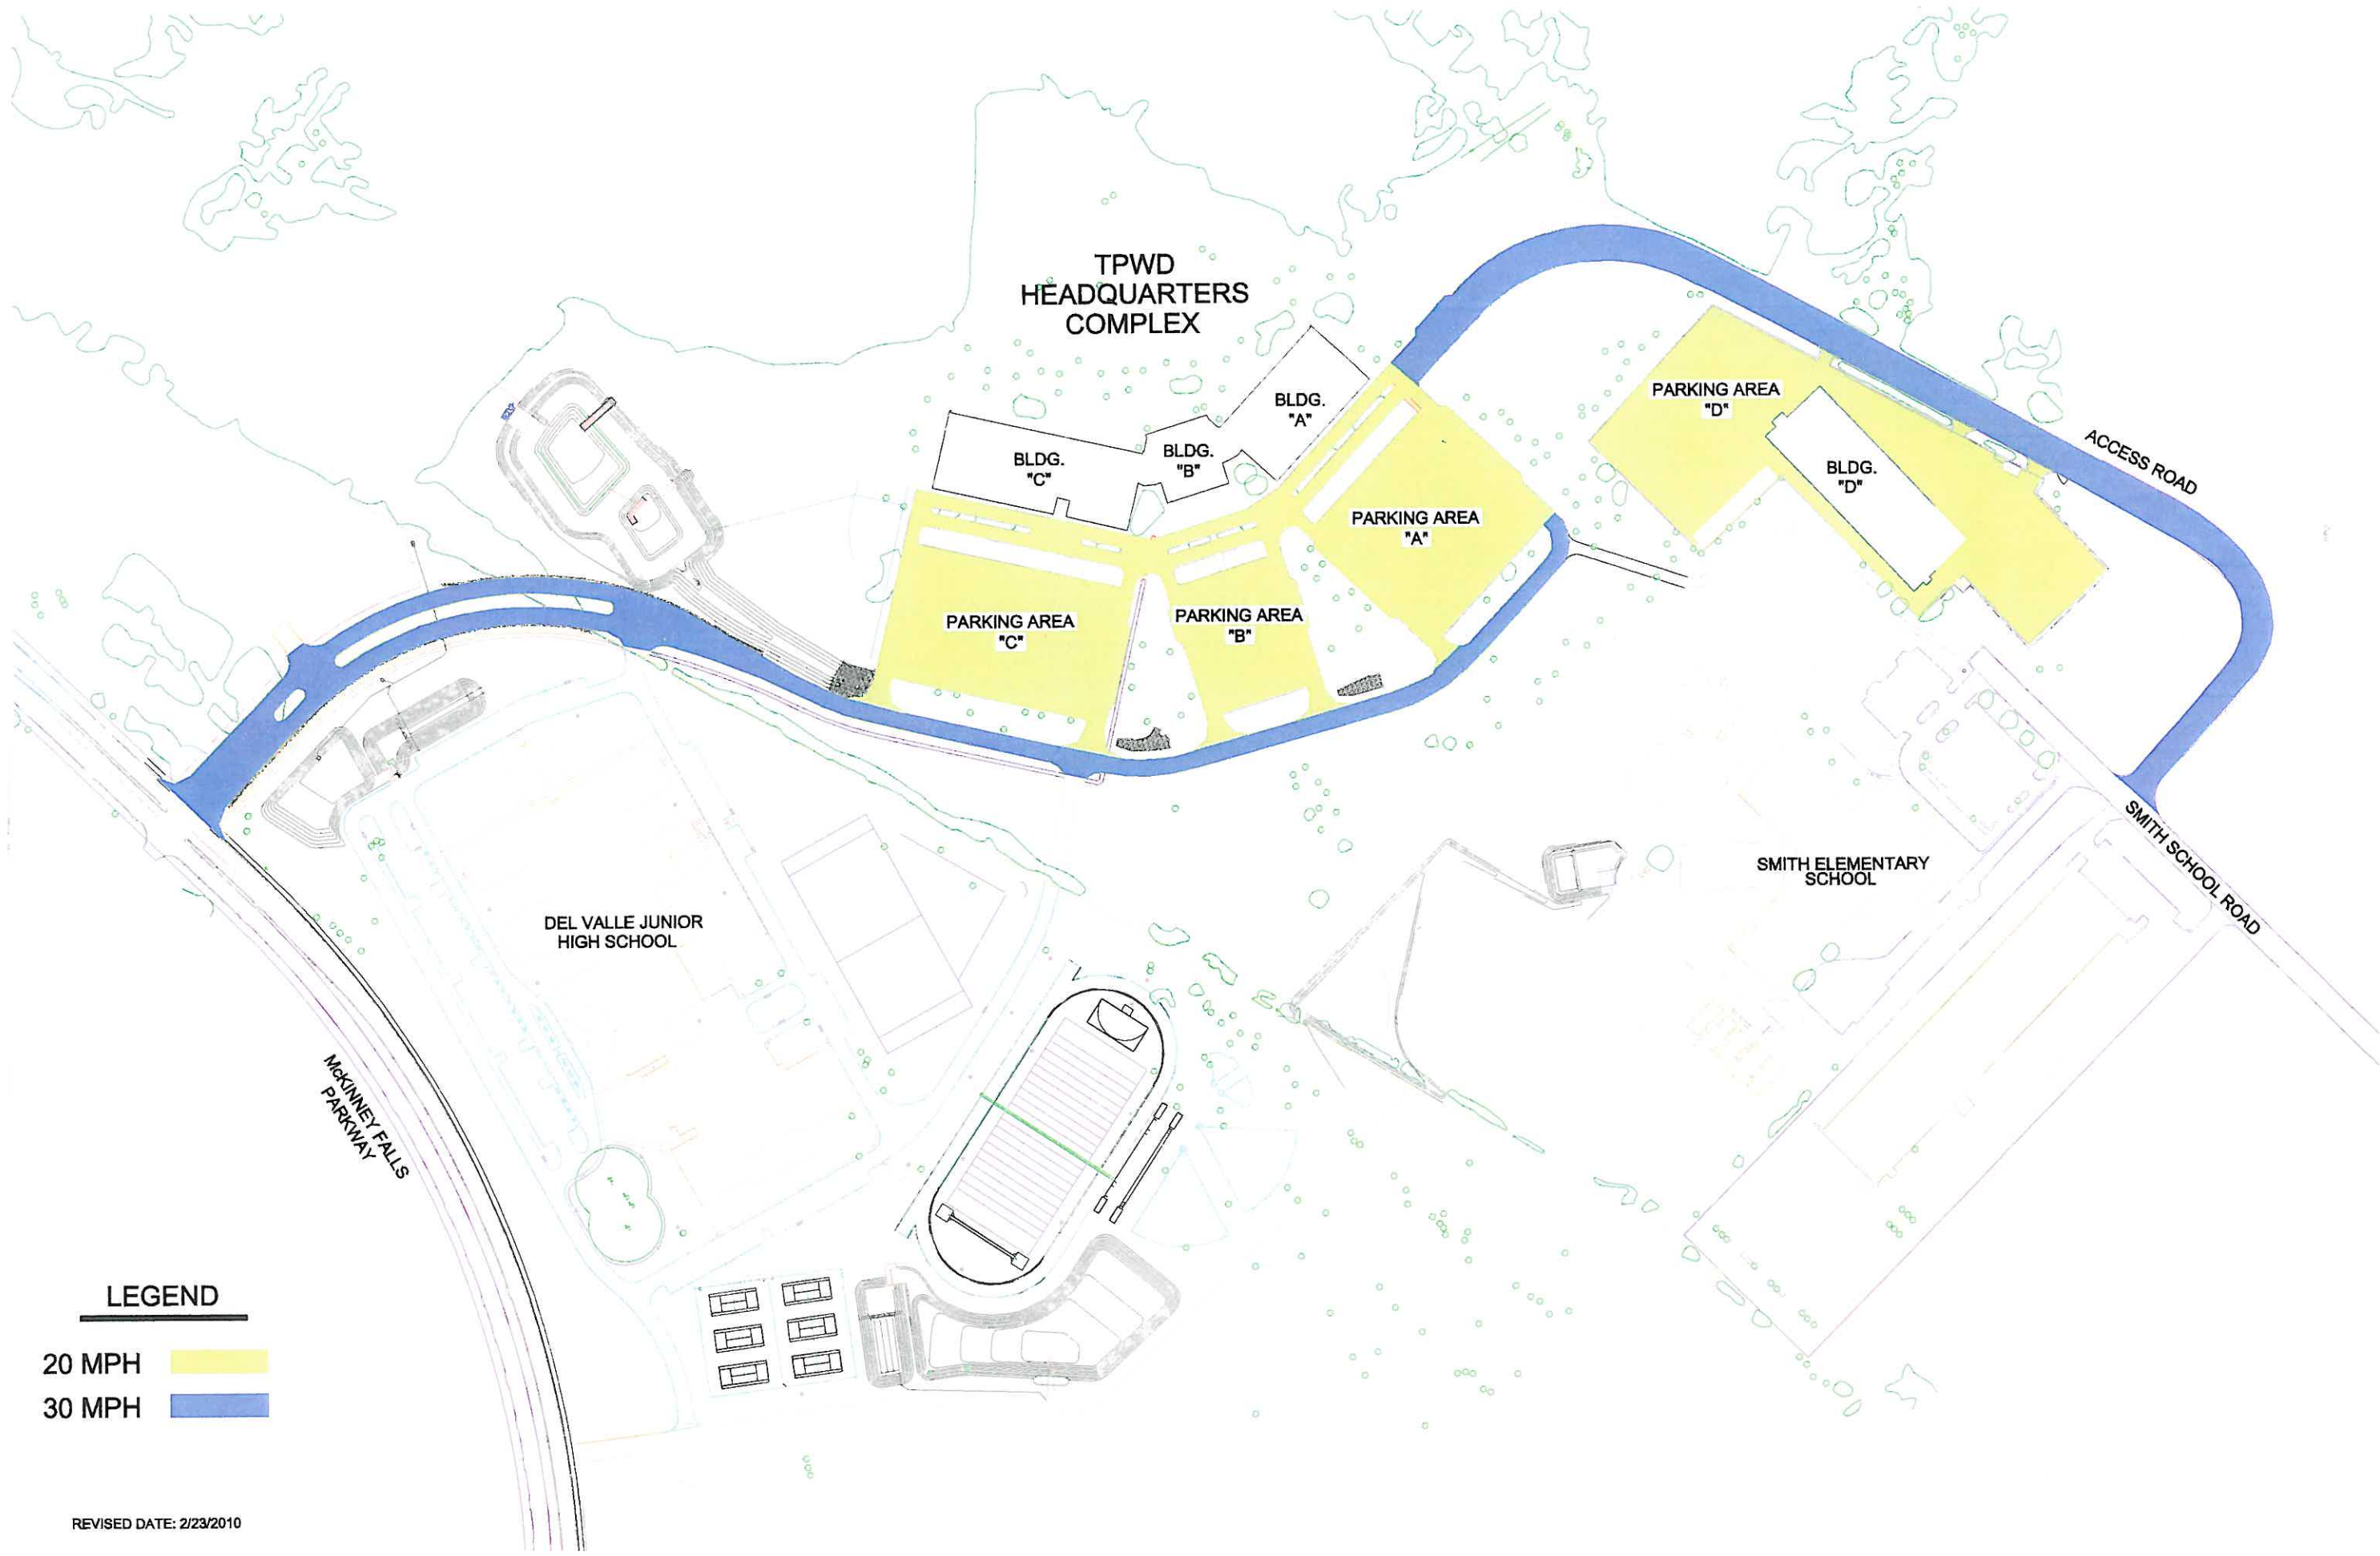 TPWD
HEADQUARTERS
COMPLEX
BLDG.
"A"
BLDG.
"B"
BLDG.
"C"
PARKING AREA
"D"
BLDG.
"D"
ACCESS ROAD
PARKING AREA
"A"
PARKING AREA
"B"
PARKING AREA
"C"
SMITH ELEMENTARY
SCHOOL
SMITH SCHOOL ROAD
DEL VALLE JUNIOR
HIGH SCHOOL
McKINNEY FALLS
PARKWAY
LEGEND
20 MPH
30 MPH
REVISED DATE: 2/23/2010